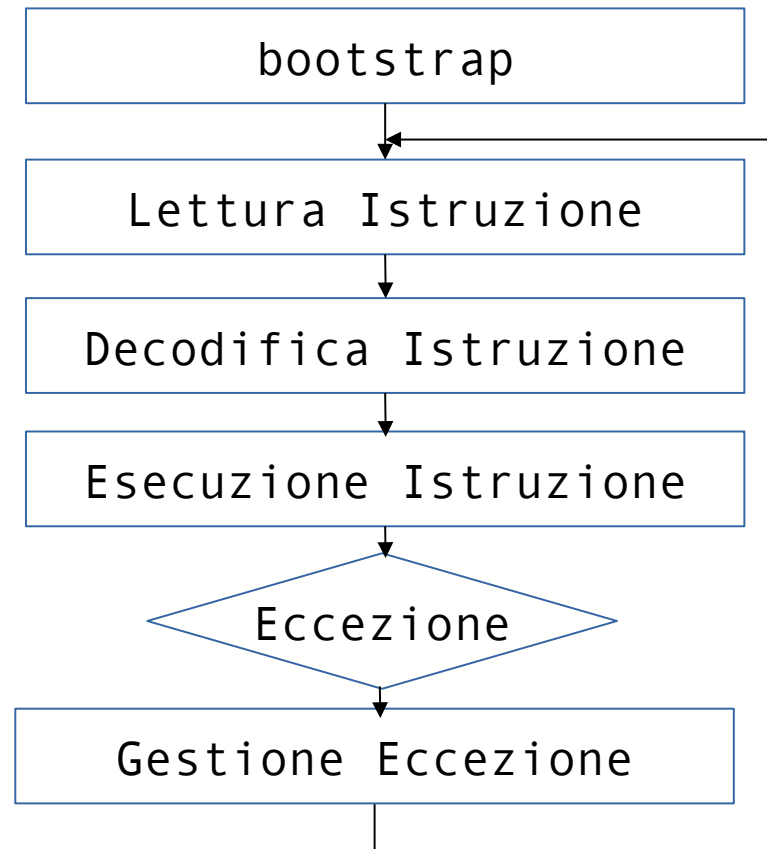 bootstrap
Lettura Istruzione
Decodifica Istruzione
Esecuzione Istruzione
Eccezione
Gestione Eccezione